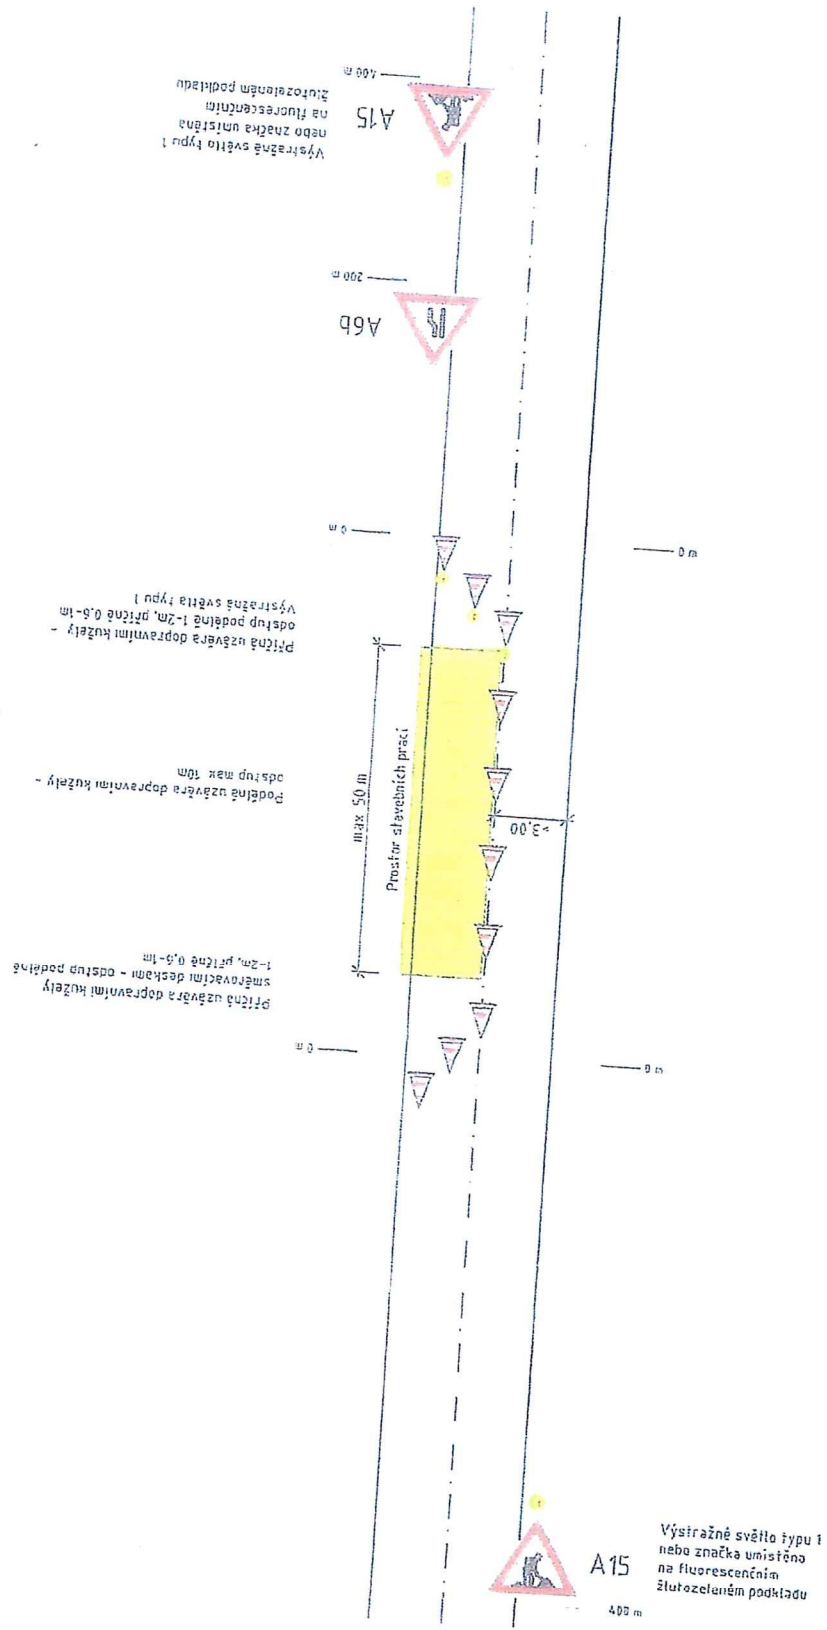 400 m
A15
Výstražné světlo typu 1
nebo značka umístěna
na fluorescenčním
žlutozeleném podkladu
200 m
A6b
0 m
0 m
Příčná uzávěra dopravními kužely -
odstup podélně 1-2m, příčně 0,6-1m
Výstražná světla typu 1
Podélná uzávěra dopravními kužely -
odstup max 10m
max 50 m
Prostor stavebních prací
>3,00
Příčná uzávěra dopravními kužely
směrovacími deskami - odstup podélně
1-2m, příčně 0,6-1m
0 m
0 m
A15
Výstražné světlo typu 1
nebo značka umístěna
na fluorescenčním
žlutozeleném podkladu
400 m